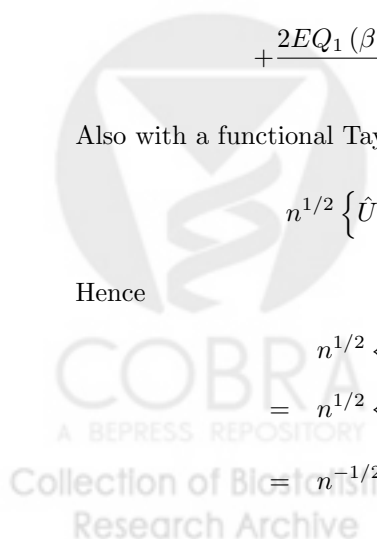 + 2EQ₁ (β
Also with a functional Tay
n^{1/2} { Û
Hence
n^{1/2}
COBRA
= n^{1/2}
A BEPRESS REPOSITORY
Collection of Biostatist
= n^{-1/2}
Research Archive